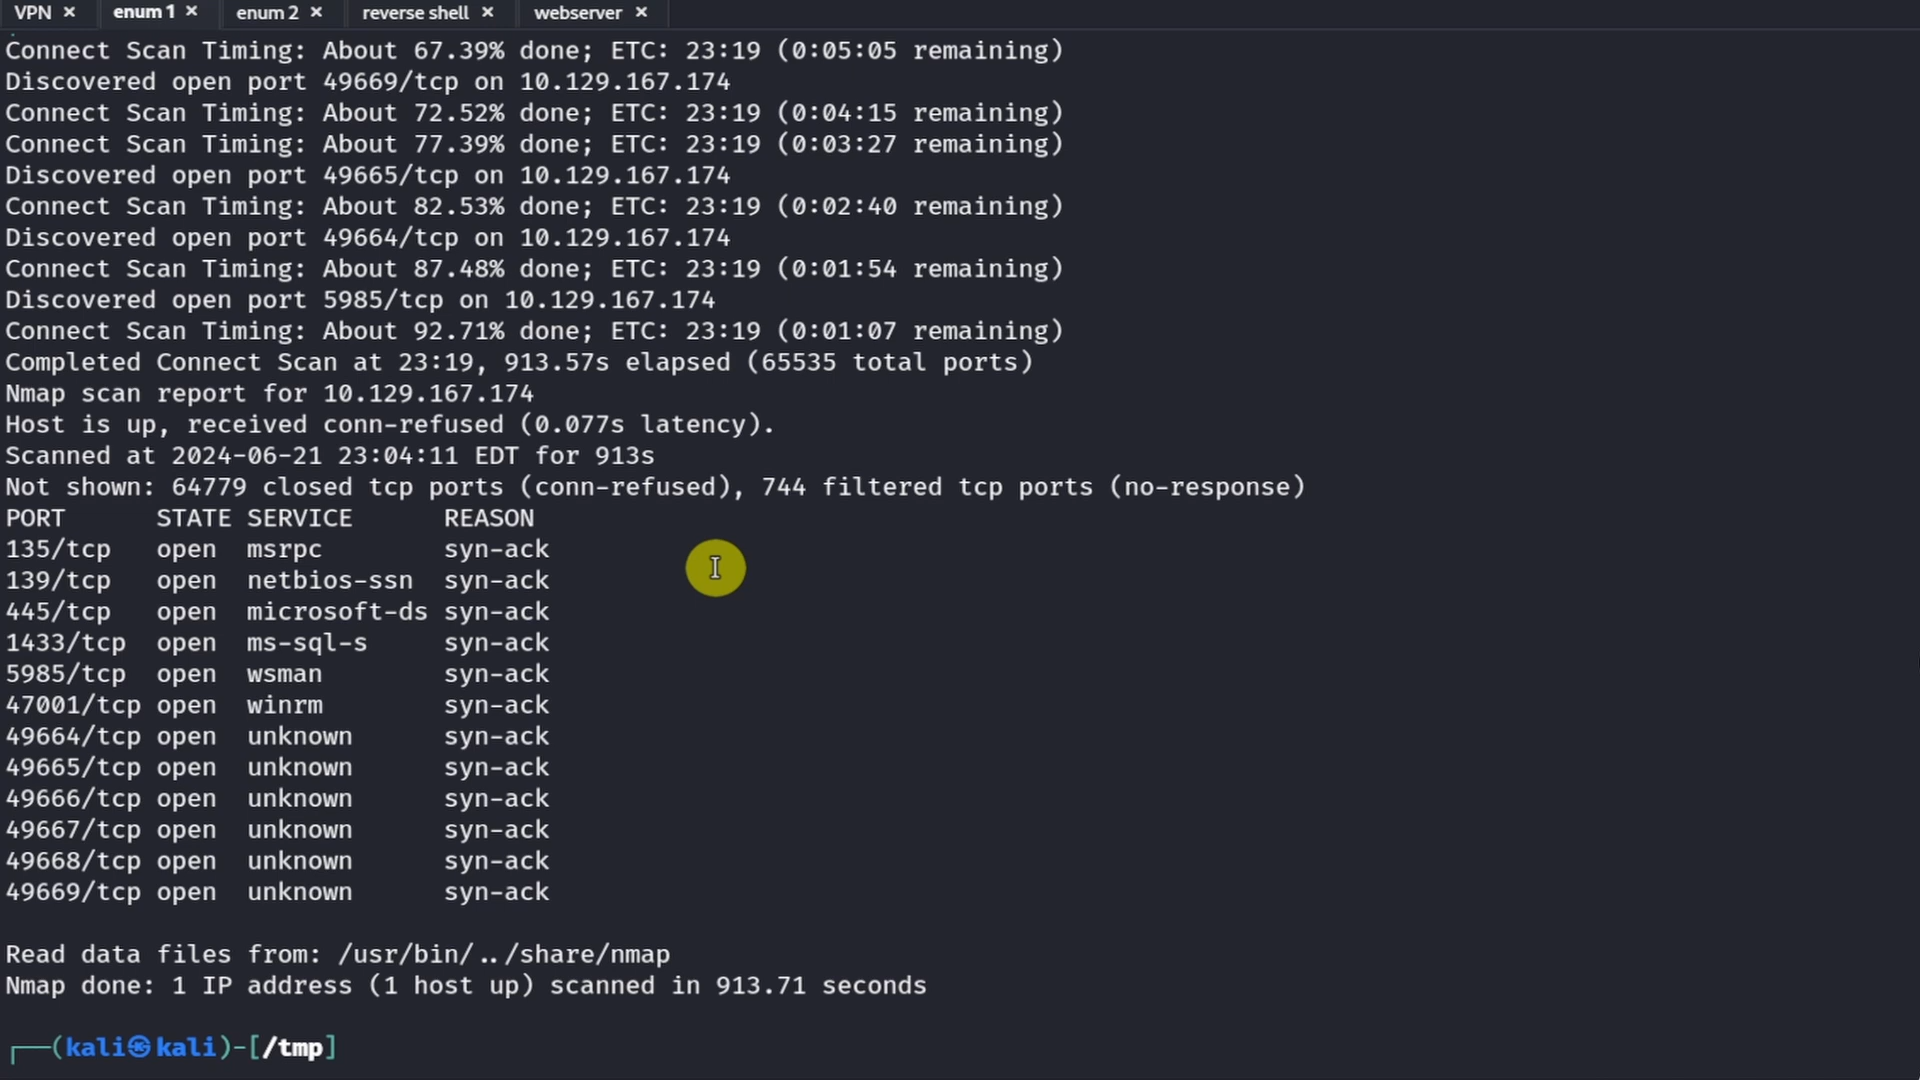 VPN × enum 1 × enum 2 × reverse shell × webserver ×
Connect Scan Timing: About 67.39% done; ETC: 23:19 (0:05:05 remaining)
Discovered open port 49669/tcp on 10.129.167.174
Connect Scan Timing: About 72.52% done; ETC: 23:19 (0:04:15 remaining)
Connect Scan Timing: About 77.39% done; ETC: 23:19 (0:03:27 remaining)
Discovered open port 49665/tcp on 10.129.167.174
Connect Scan Timing: About 82.53% done; ETC: 23:19 (0:02:40 remaining)
Discovered open port 49664/tcp on 10.129.167.174
Connect Scan Timing: About 87.48% done; ETC: 23:19 (0:01:54 remaining)
Discovered open port 5985/tcp on 10.129.167.174
Connect Scan Timing: About 92.71% done; ETC: 23:19 (0:01:07 remaining)
Completed Connect Scan at 23:19, 913.57s elapsed (65535 total ports)
Nmap scan report for 10.129.167.174
Host is up, received conn-refused (0.077s latency).
Scanned at 2024-06-21 23:04:11 EDT for 913s
Not shown: 64779 closed tcp ports (conn-refused), 744 filtered tcp ports (no-response)
PORT STATE SERVICE REASON
135/tcp open msrpc syn-ack
139/tcp open netbios-ssn syn-ack
445/tcp open microsoft-ds syn-ack
1433/tcp open ms-sql-s syn-ack
5985/tcp open wsman syn-ack
47001/tcp open winrm syn-ack
49664/tcp open unknown syn-ack
49665/tcp open unknown syn-ack
49666/tcp open unknown syn-ack
49667/tcp open unknown syn-ack
49668/tcp open unknown syn-ack
49669/tcp open unknown syn-ack
Read data files from: /usr/bin/../share/nmap
Nmap done: 1 IP address (1 host up) scanned in 913.71 seconds
┌──(kali㉿kali)-[/tmp]